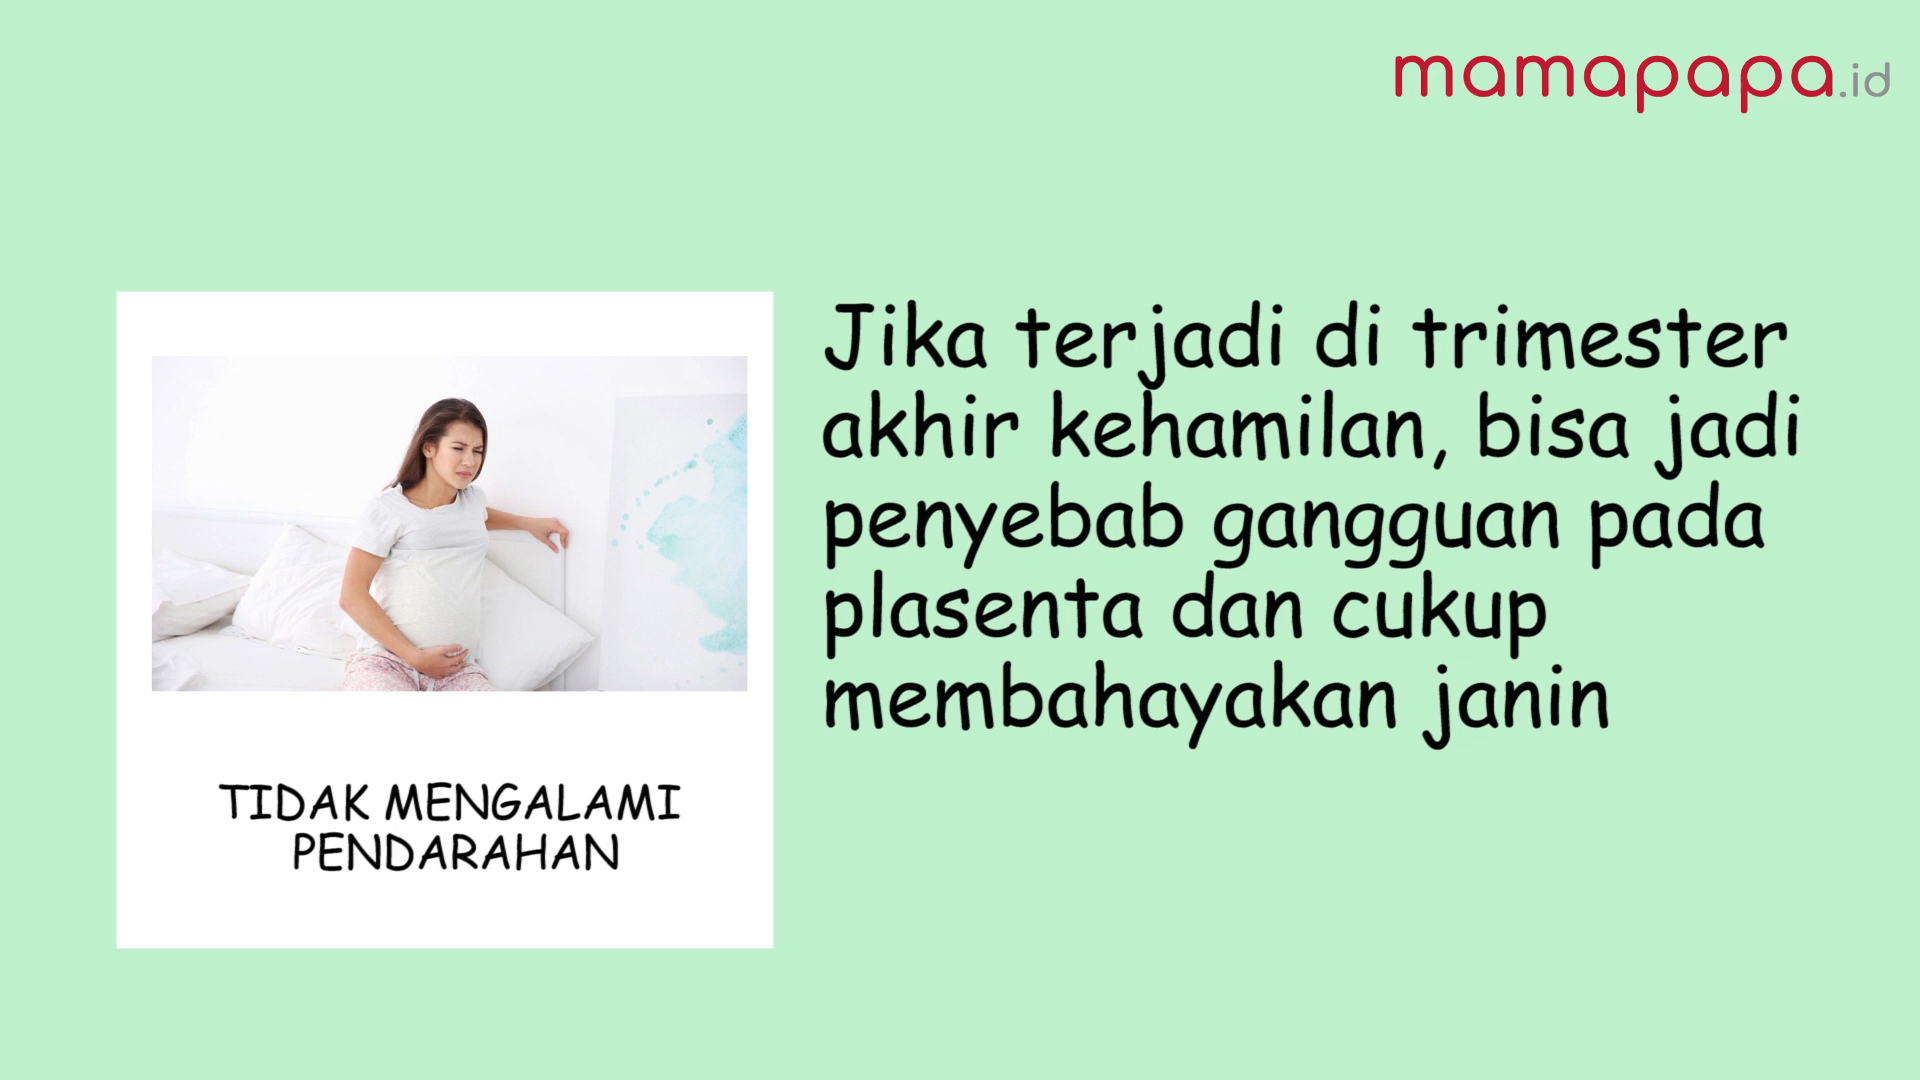 mamapapa.id
Jika terjadi di trimester
akhir kehamilan, bisa jadi
penyebab gangguan pada
plasenta dan cukup
membahayakan janin
TIDAK MENGALAMI
PENDARAHAN